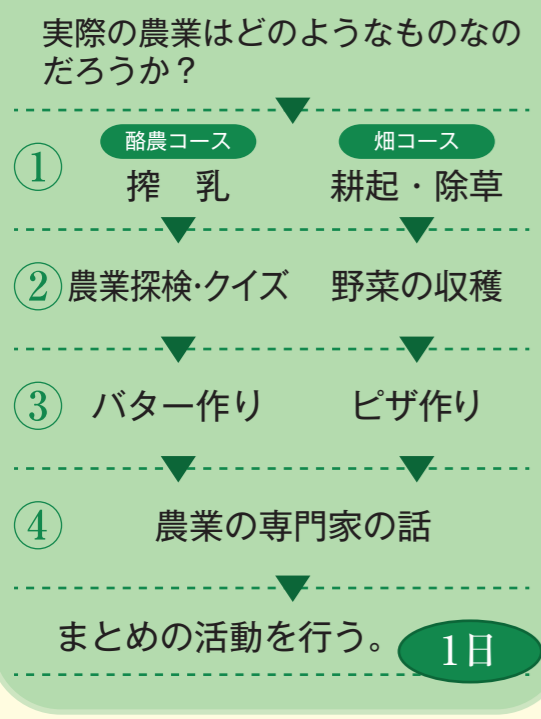 実際の農業はどのようなものなの
だろうか？
酪農コース　畑コース
① 搾　乳　耕起・除草
② 農業探検・クイズ　野菜の収穫
③ バター作り　ピザ作り
④ 農業の専門家の話
まとめの活動を行う。 1日